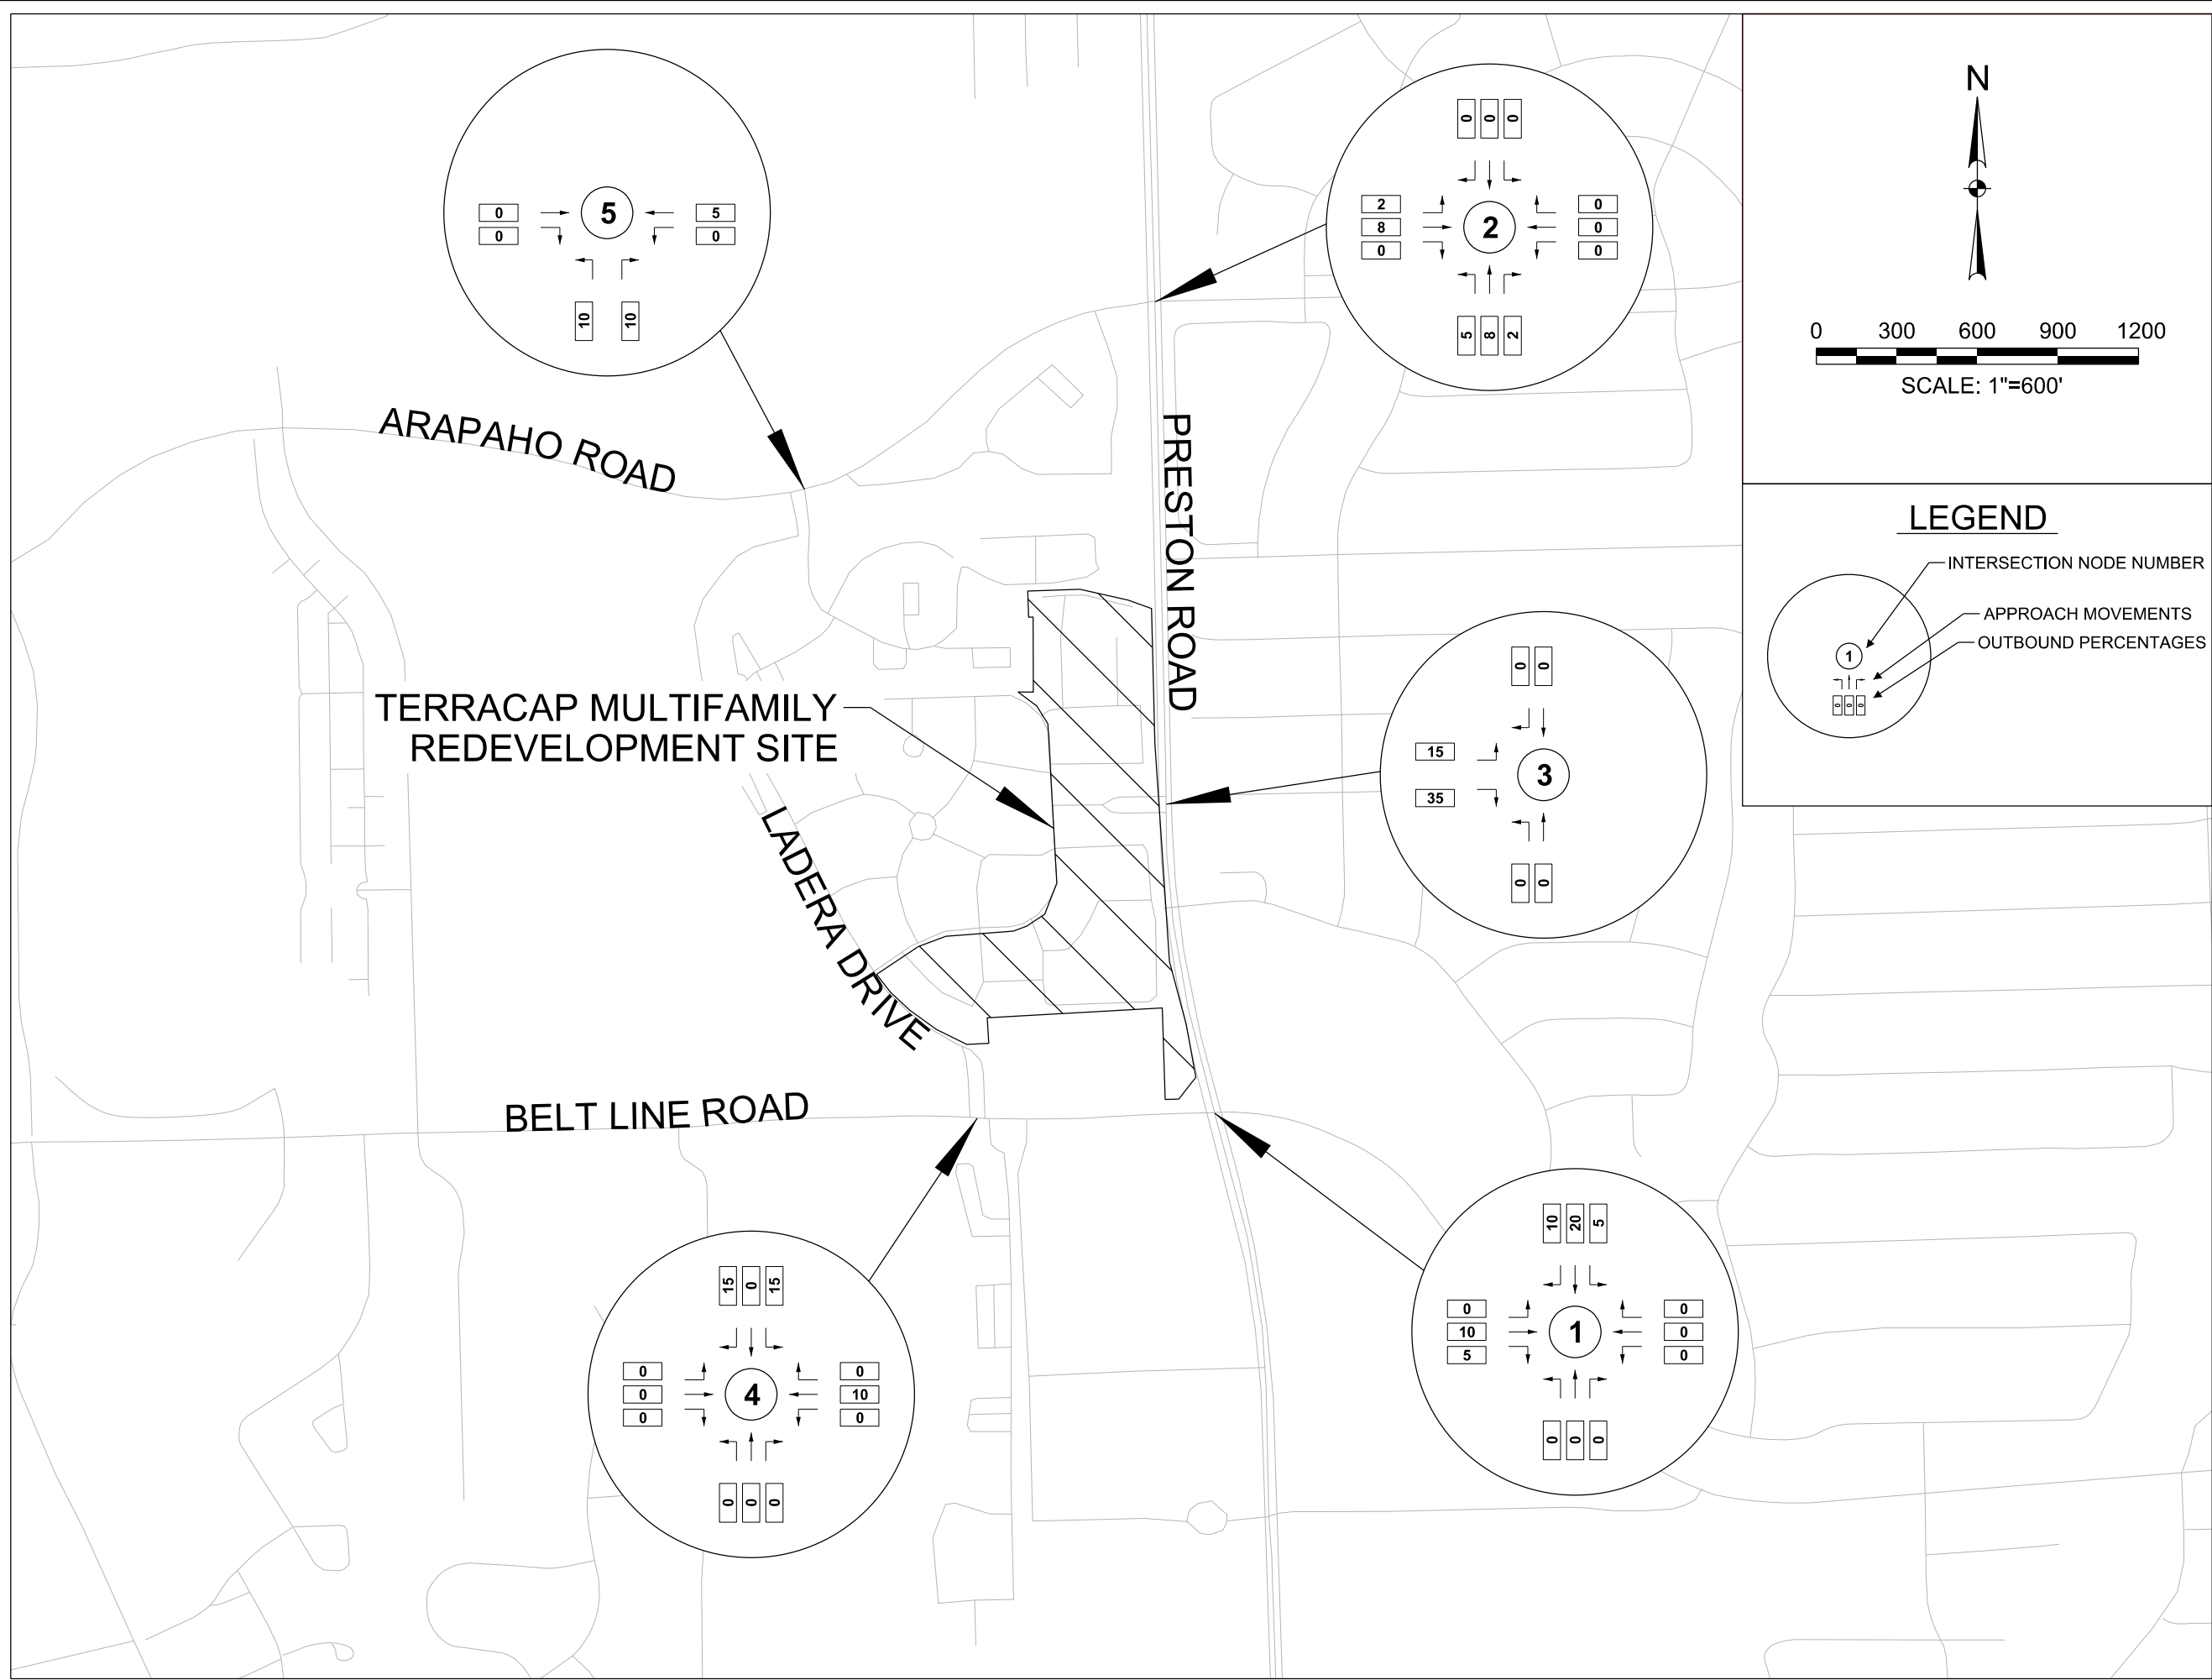 0 0 0
2 0
8 2 0
0 0
5 8 2
0 5 5
0 0
10 10
N
0 300 600 900 1200
SCALE: 1"=600'
ARAPAHO ROAD
PRESTON ROAD
LEGEND
INTERSECTION NODE NUMBER
APPROACH MOVEMENTS
OUTBOUND PERCENTAGES
1
0 0 0
TERRACAP MULTIFAMILY
REDEVELOPMENT SITE
0 0
15
3
35
0 0
LADERA DRIVE
BELT LINE ROAD
10 20 5
0 0
10 1 0
5 0
0 0 0
15 0 15
0 0
0 4 10
0 0
0 0 0